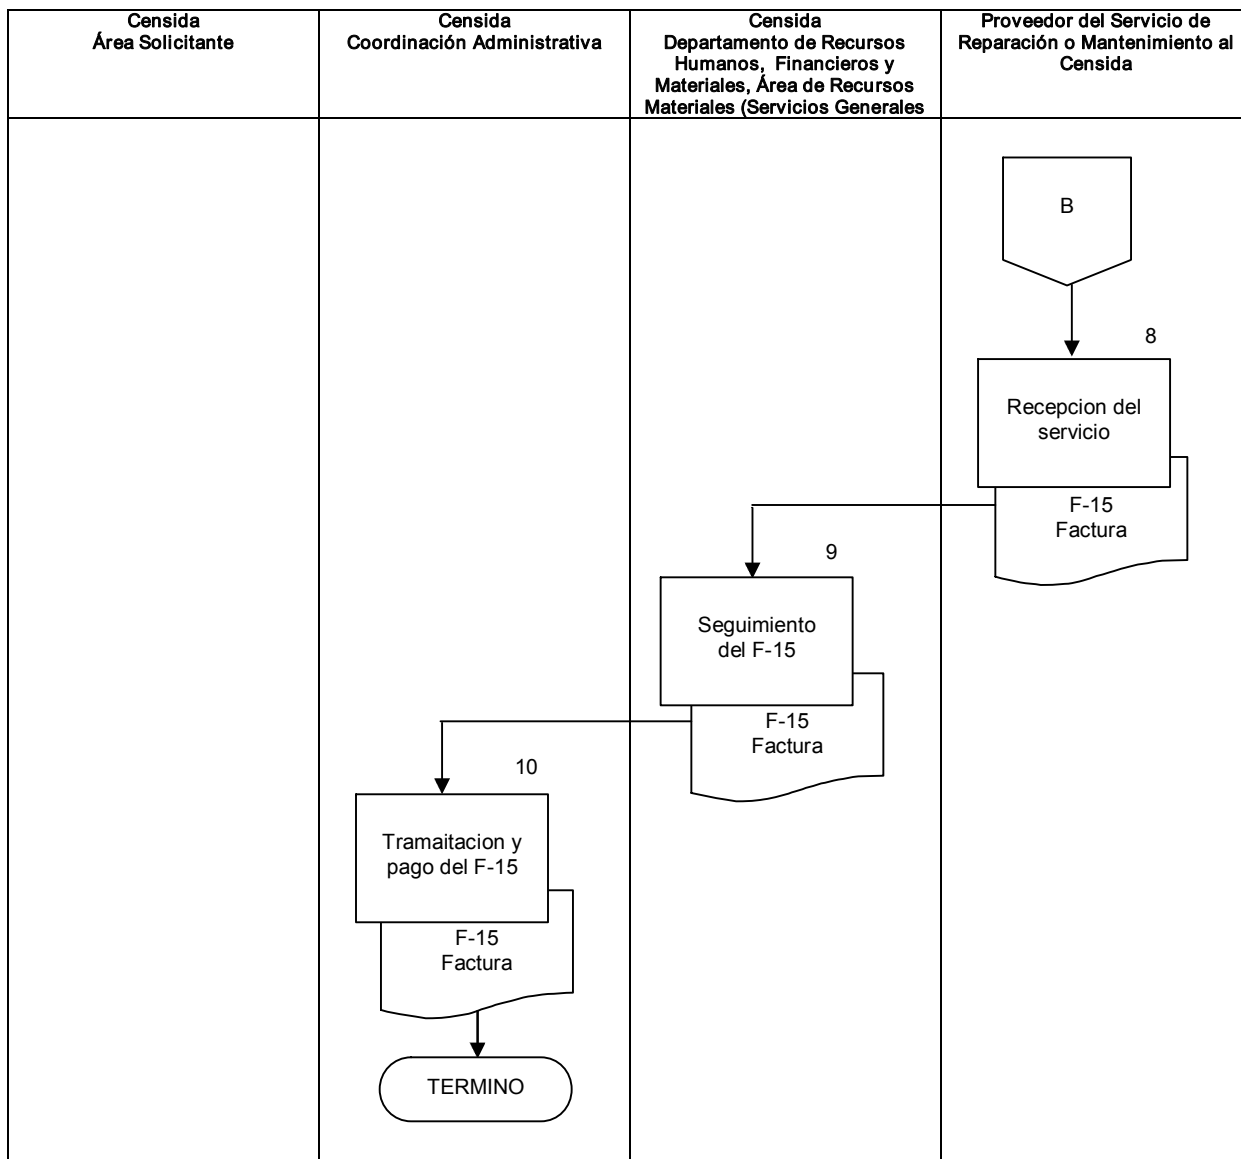 Censida
Área Solicitante
Censida
Coordinación Administrativa
Censida
Departamento de Recursos
Humanos, Financieros y
Materiales, Área de Recursos
Materiales (Servicios Generales
Proveedor del Servicio de
Reparación o Mantenimiento al
Censida
B
8
Recepcion del
servicio
F-15
Factura
9
Seguimiento
del F-15
F-15
Factura
10
Tramaitacion y
pago del F-15
F-15
Factura
TERMINO